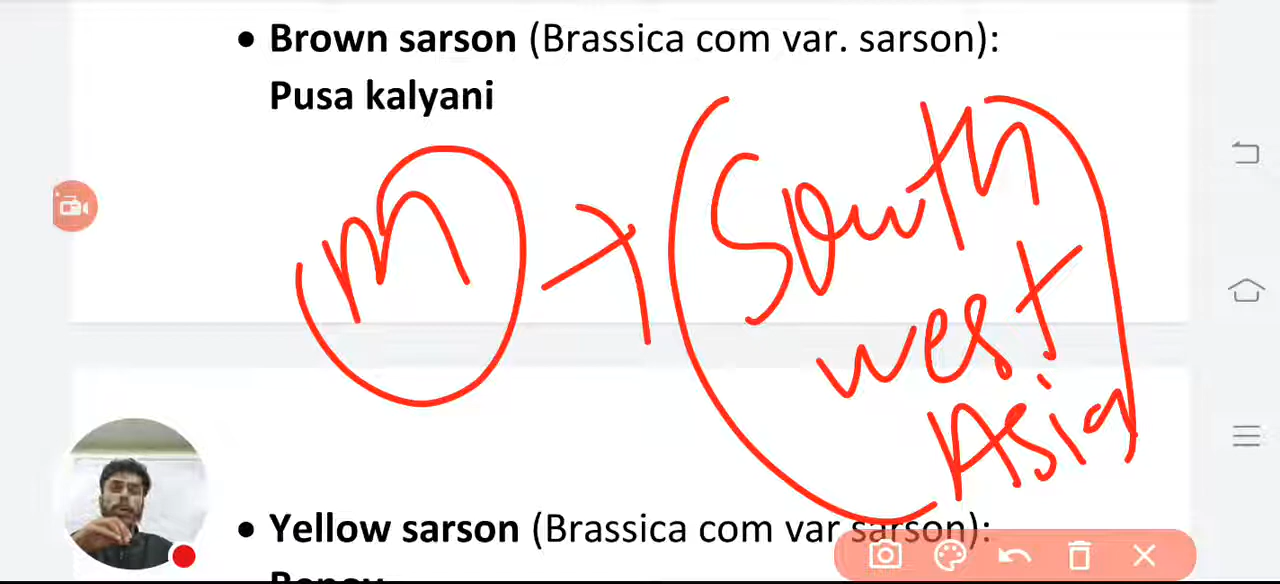 • Brown sarson (Brassica com var. sarson):
Pusa kalyani
m
South
west
Asia
• Yellow sarson (Brassica com var sarson):